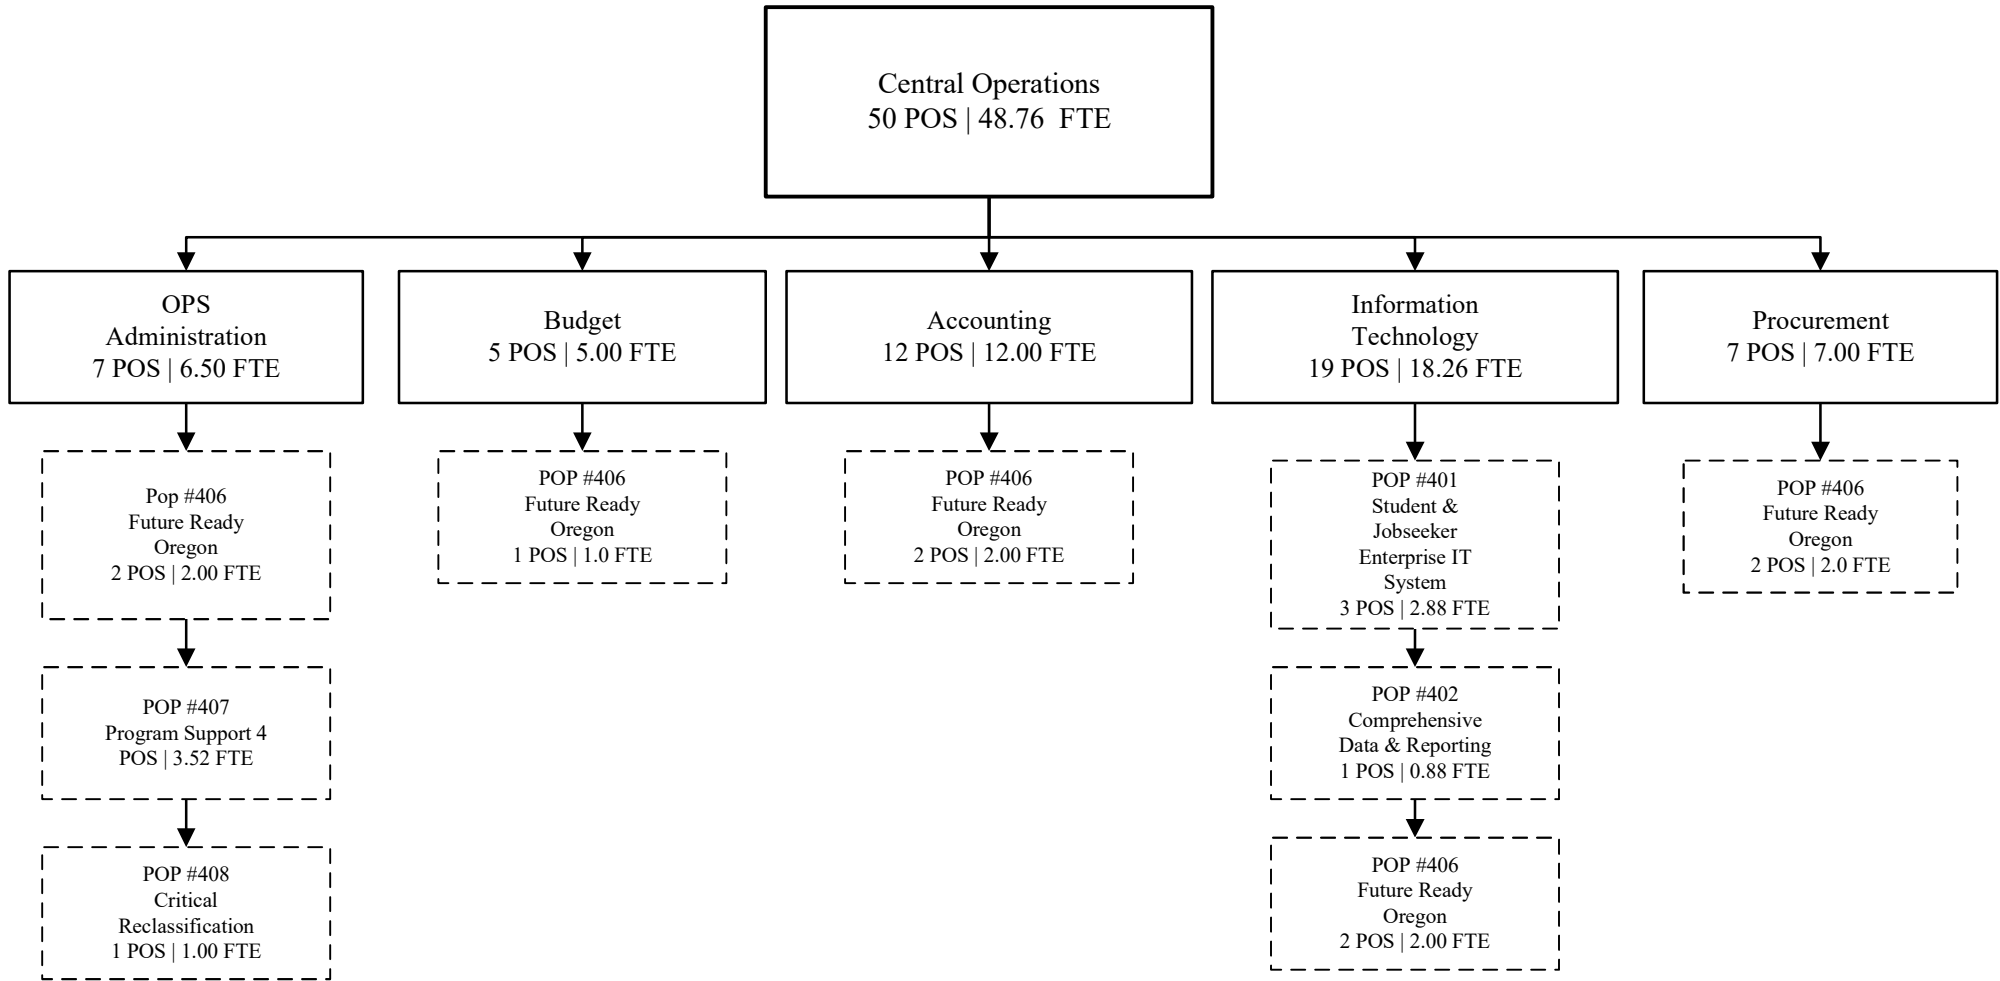 Central Operations
50 POS | 48.76  FTE
OPS
Administration
7 POS | 6.50 FTE
Budget
5 POS | 5.00 FTE
Accounting
12 POS | 12.00 FTE
Information
Technology
19 POS | 18.26 FTE
Procurement
7 POS | 7.00 FTE
Pop #406
Future Ready
Oregon
2 POS | 2.00 FTE
POP #407
Program Support 4
POS | 3.52 FTE
POP #408
Critical
Reclassification
1 POS | 1.00 FTE
POP #406
Future Ready
Oregon
1 POS | 1.0 FTE
POP #406
Future Ready
Oregon
2 POS | 2.00 FTE
POP #401
Student &
Jobseeker
Enterprise IT
System
3 POS | 2.88 FTE
POP #402
Comprehensive
Data & Reporting
1 POS | 0.88 FTE
POP #406
Future Ready
Oregon
2 POS | 2.00 FTE
POP #406
Future Ready
Oregon
2 POS | 2.0 FTE